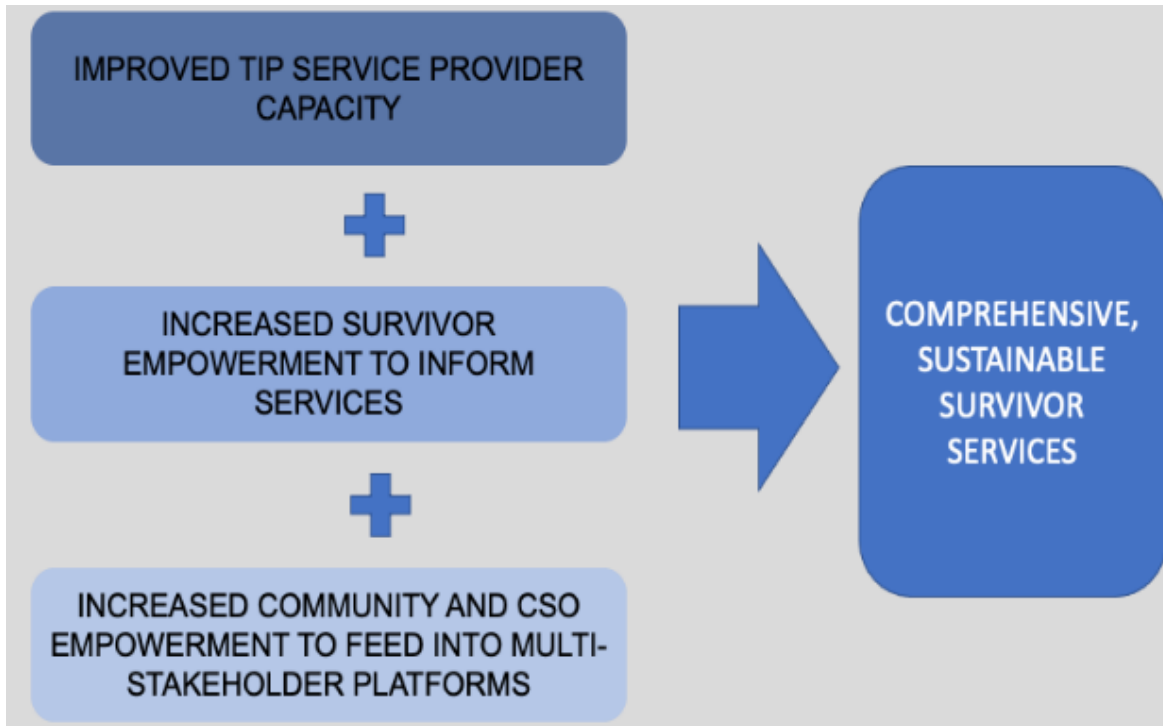 IMPROVED TIP SERVICE PROVIDER
CAPACITY
INCREASED SURVIVOR
EMPOWERMENT TO INFORM
SERVICES
INCREASED COMMUNITY AND CSO
EMPOWERMENT TO FEED INTO MULTI-
STAKEHOLDER PLATFORMS
COMPREHENSIVE,
SUSTAINABLE
SURVIVOR
SERVICES